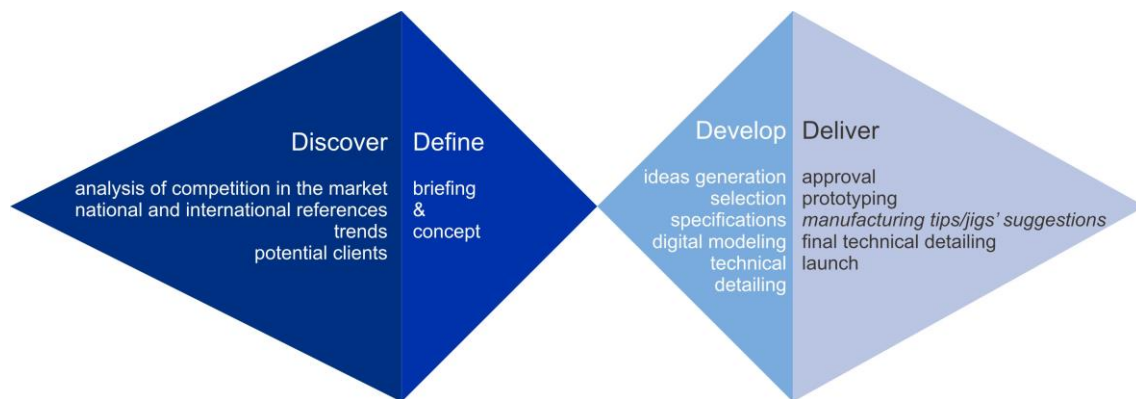 Discover
analysis of competition in the market
national and international references
trends
potential clients
Define
briefing
&
concept
Develop
ideas generation
selection
specifications
digital modeling
technical
detailing
Deliver
approval
prototyping
manufacturing tips/jigs' suggestions
final technical detailing
launch